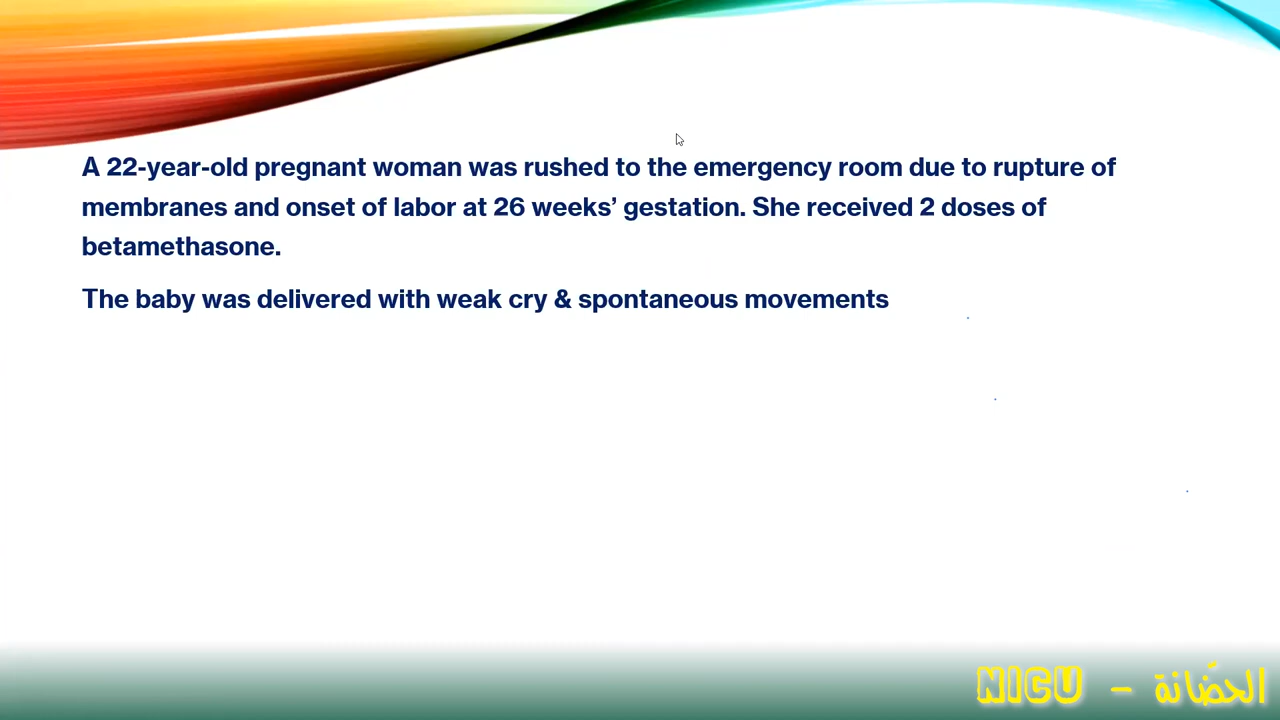 A 22-year-old pregnant woman was rushed to the emergency room due to rupture of
membranes and onset of labor at 26 weeks’ gestation. She received 2 doses of
betamethasone.
The baby was delivered with weak cry & spontaneous movements
NICU - الحضّانة